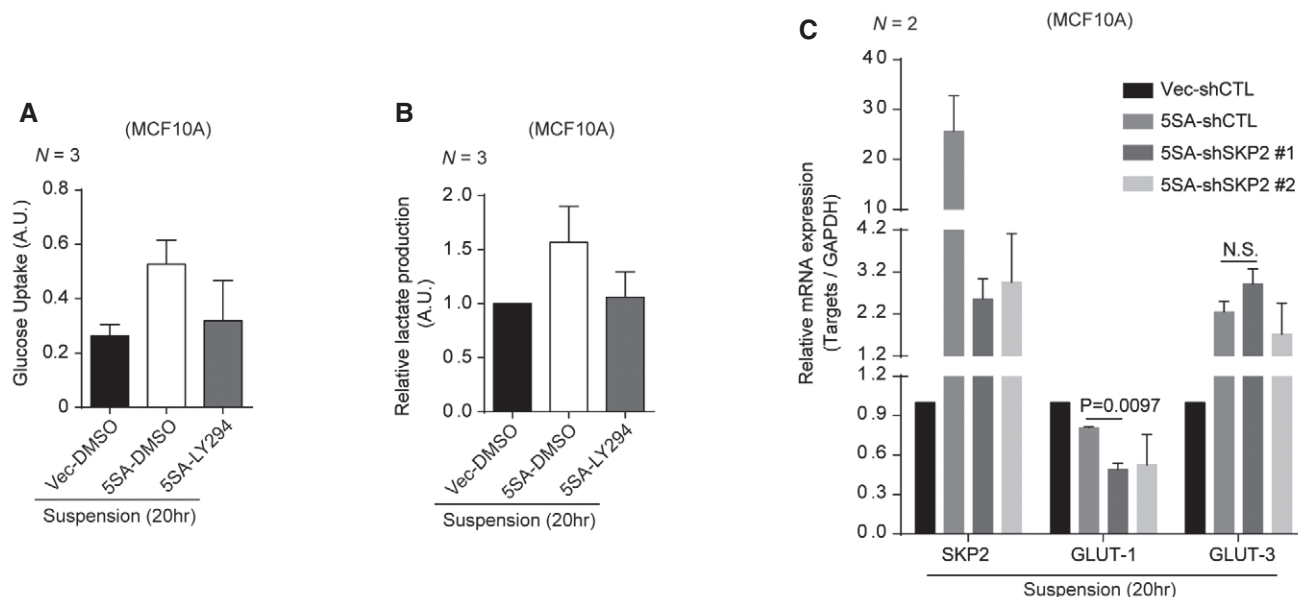 A
(MCF10A)
N = 3
Glucose Uptake (A.U.)
0.8
0.6
0.4
0.2
0
Vec-DMSO
5SA-DMSO
5SA-LY294
Suspension (20hr)
B
(MCF10A)
N = 3
Relative lactate production
(A.U.)
2.0
1.5
1.0
0.5
0.0
Vec-DMSO
5SA-DMSO
5SA-LY294
Suspension (20hr)
C
N = 2
(MCF10A)
Relative mRNA expression
(Targets / GAPDH)
40
30
20
10
4.2
3.2
2.2
1.2
1.2
0.9
0.6
0.3
0.0
Vec-shCTL
5SA-shCTL
5SA-shSKP2 #1
5SA-shSKP2 #2
P=0.0097
N.S.
SKP2
GLUT-1
GLUT-3
Suspension (20hr)